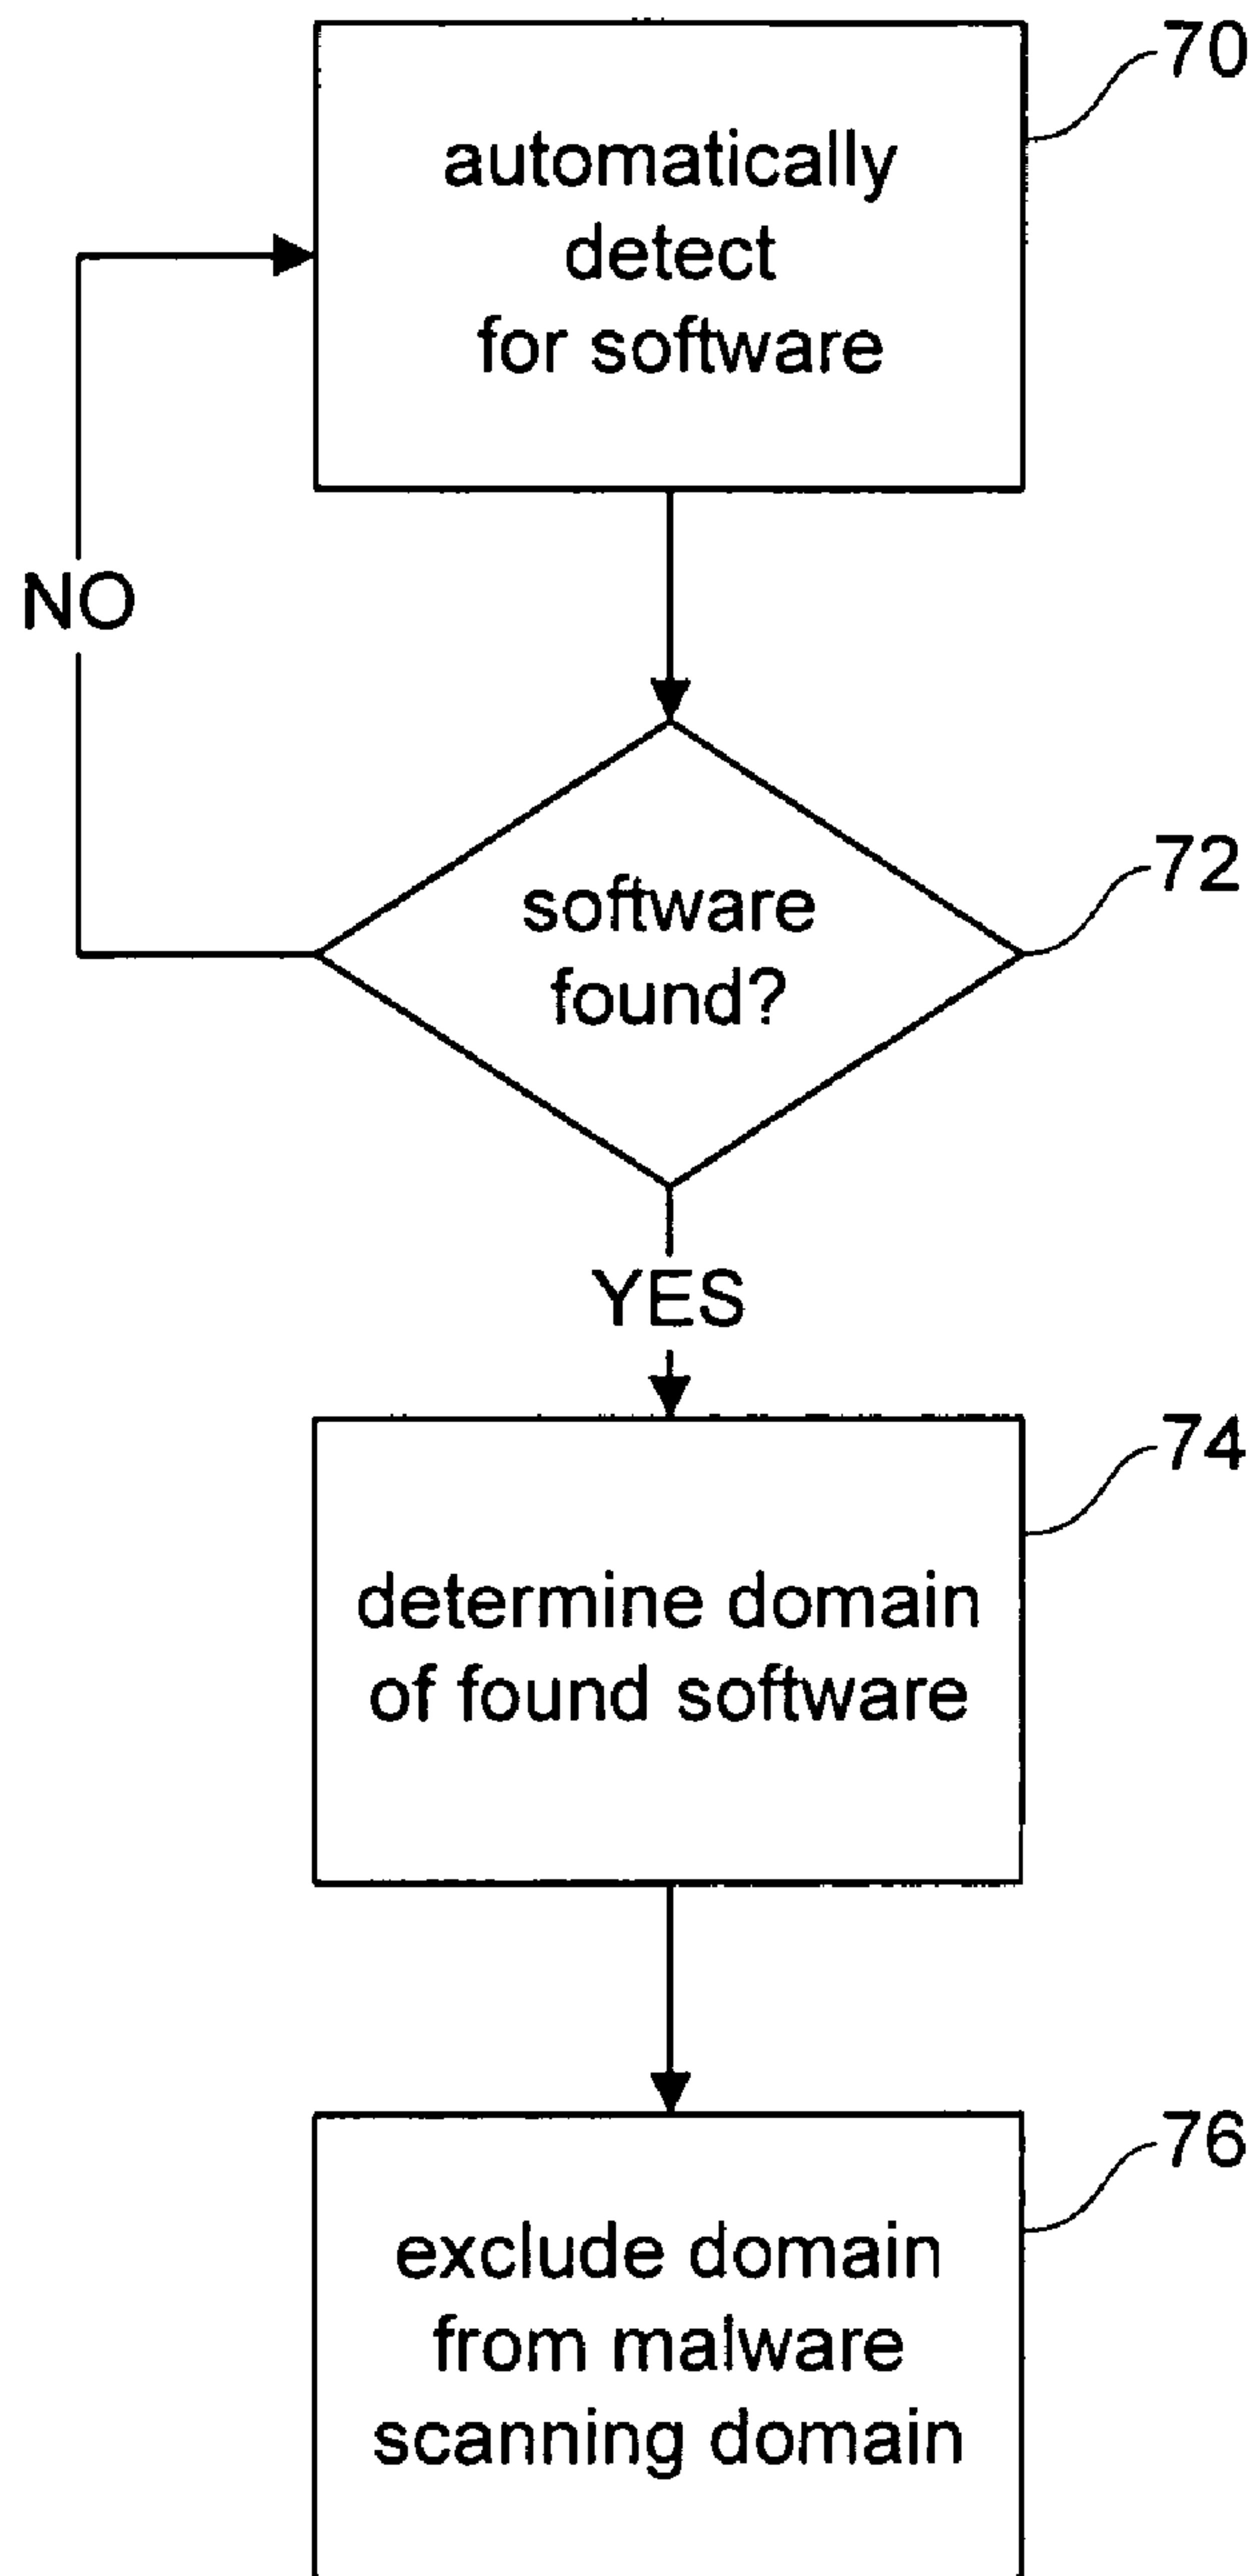 70
automatically
detect
for software
NO
72
software
found?
YES
74
determine domain
of found software
76
exclude domain
from malware
scanning domain